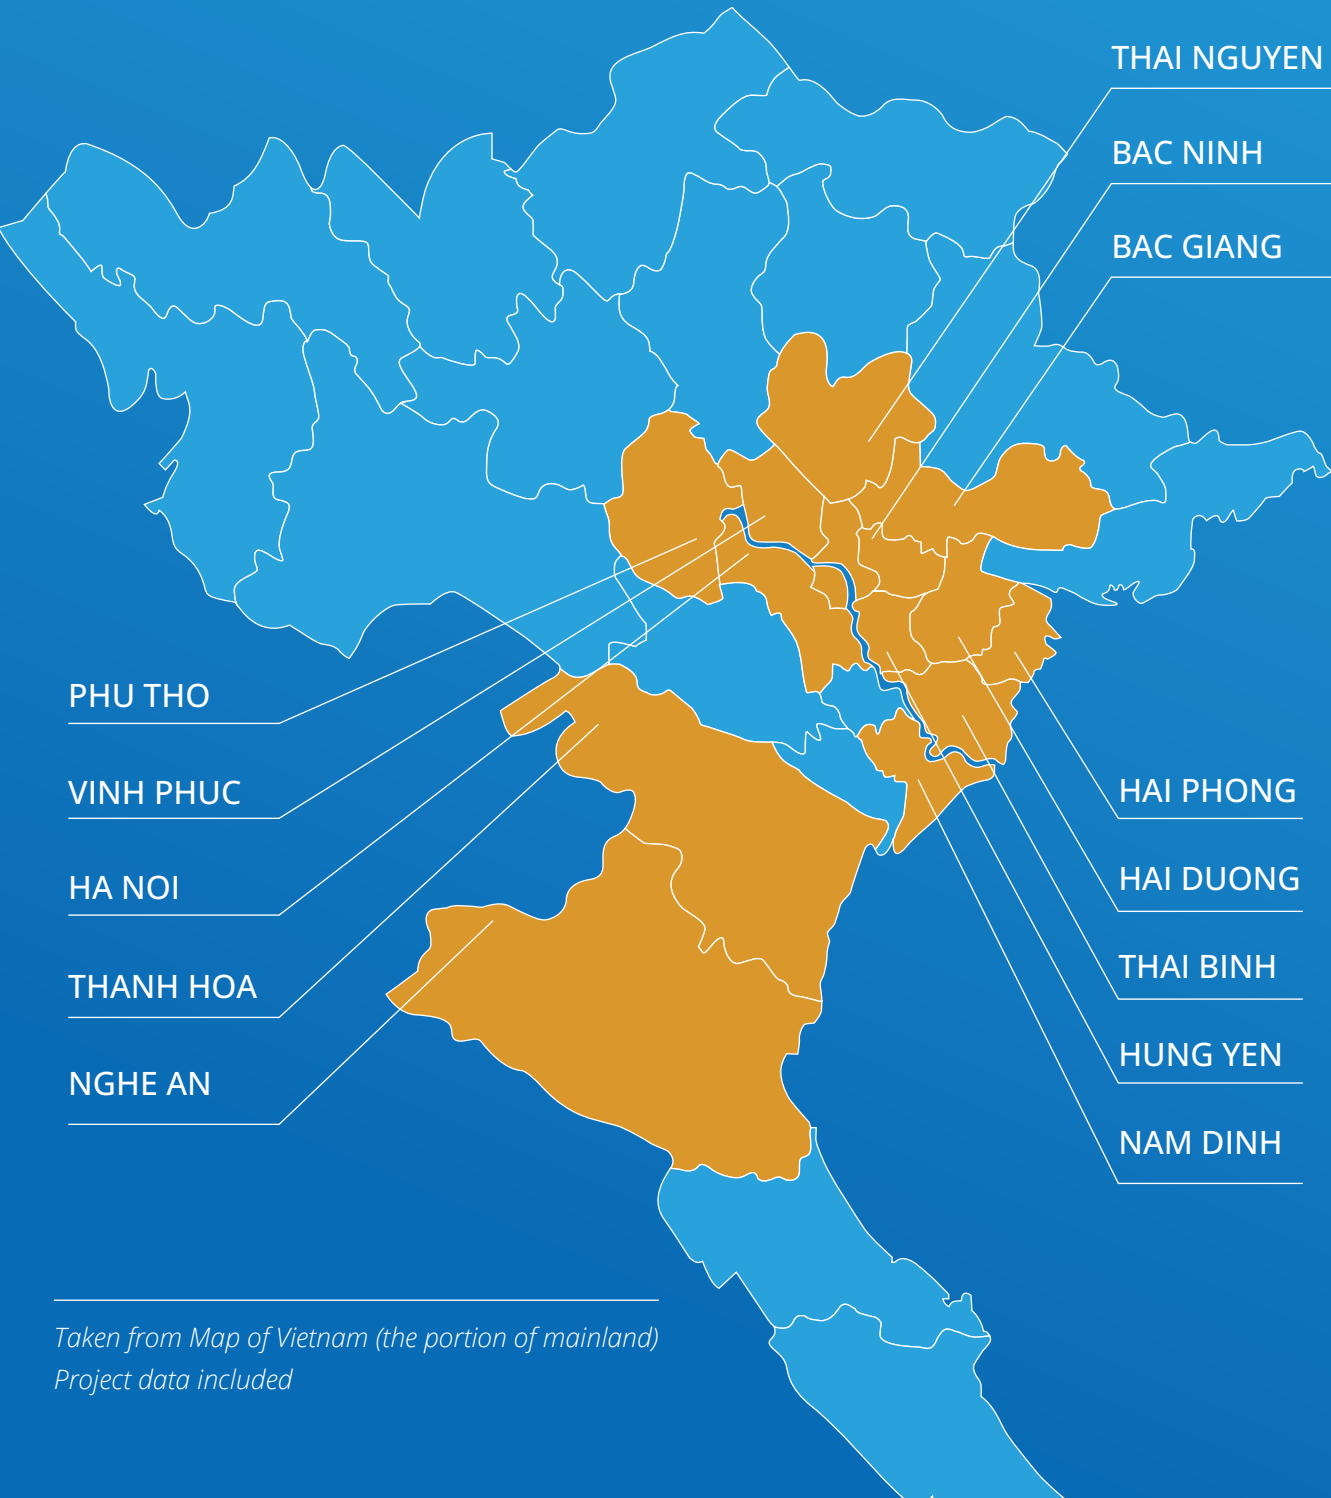 THAI NGUYEN
BAC NINH
BAC GIANG
PHU THO
VINH PHUC
HA NOI
THANH HOA
NGHE AN
HAI PHONG
HAI DUONG
THAI BINH
HUNG YEN
NAM DINH
Taken from Map of Vietnam (the portion of mainland)
Project data included